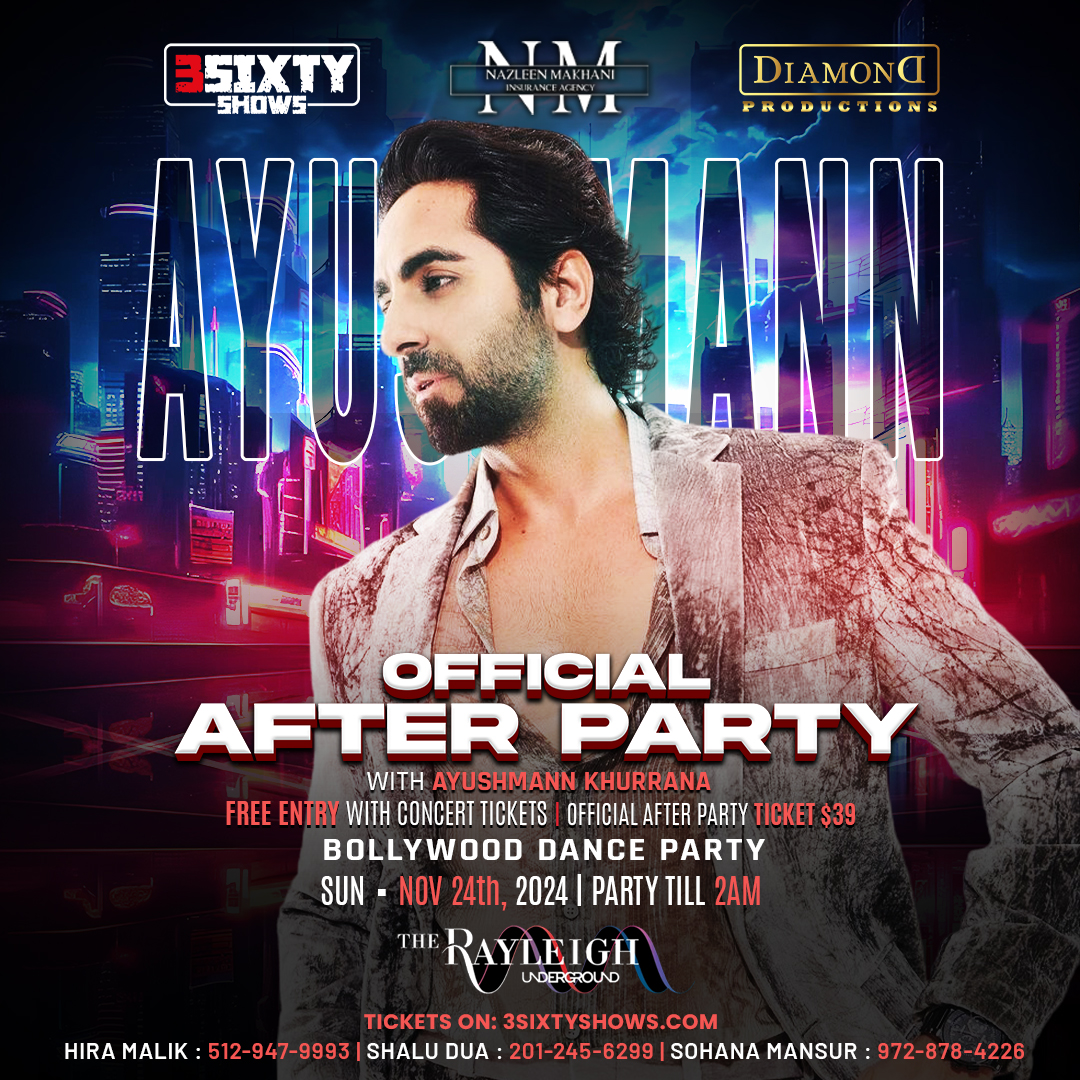 3SIXTY
SHOWS
NM
NAZLEEN MAKHANI
INSURANCE AGENCY
DIAMOND
PRODUCTIONS
AYUSHMANN
OFFICIAL
AFTER PARTY
WITH AYUSHMANN KHURRANA
FREE ENTRY WITH CONCERT TICKETS | OFFICIAL AFTER PARTY TICKET $39
BOLLYWOOD DANCE PARTY
SUN - NOV 24th, 2024 | PARTY TILL 2AM
THE RAYLEIGH
UNDERGROUND
TICKETS ON: 3SIXTYSHOWS.COM
HIRA MALIK : 512-947-9993 | SHALU DUA : 201-245-6299 | SOHANA MANSUR : 972-878-4226